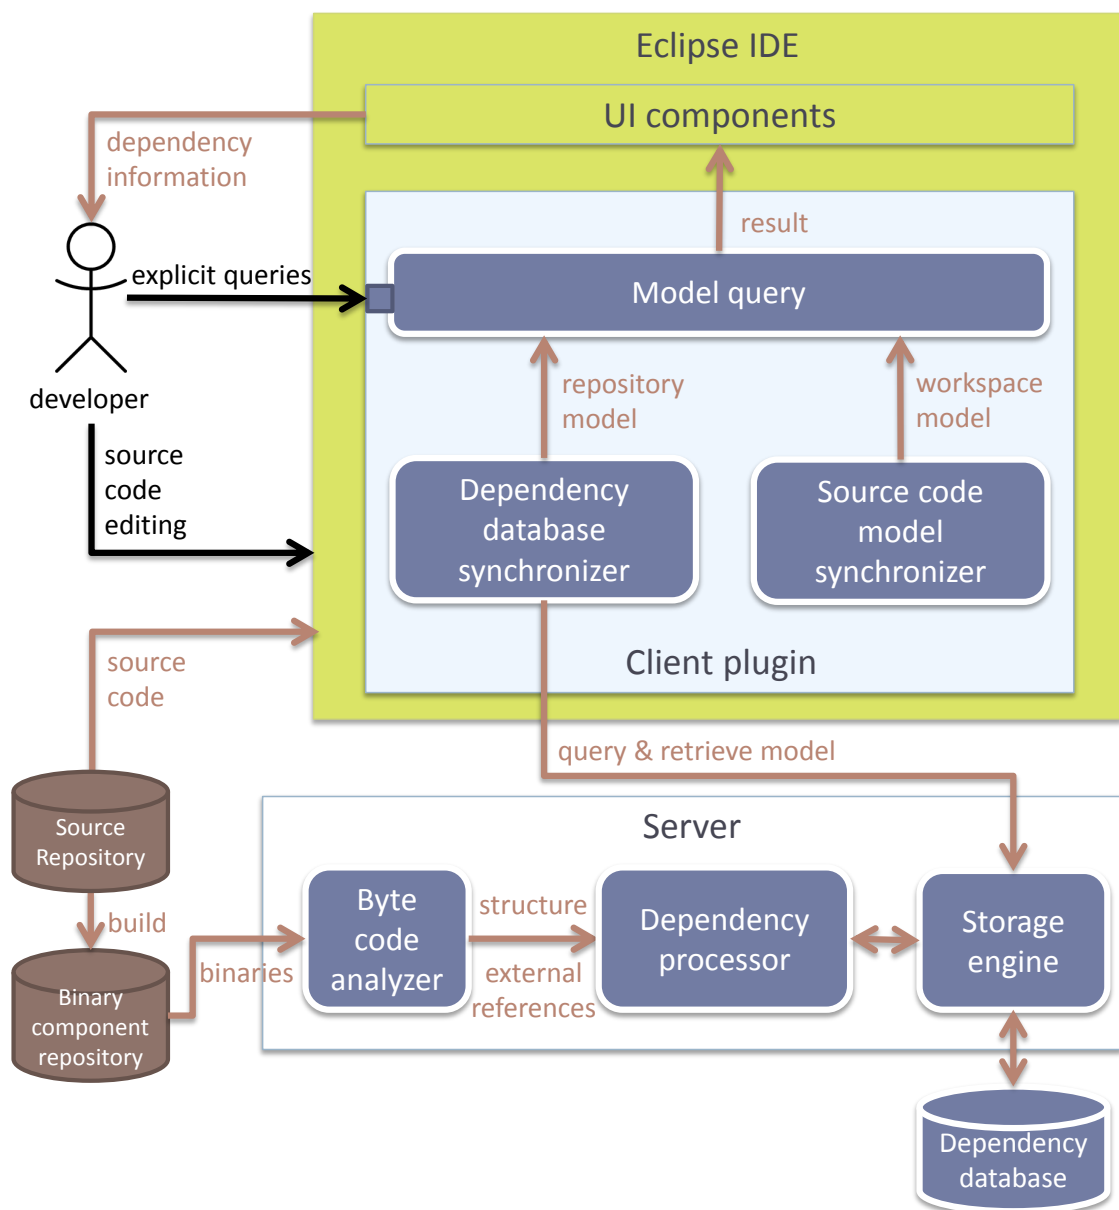 Eclipse IDE
UI components
dependency
information
result
explicit queries
Model query
repository
model
workspace
model
developer
source
code
editing
Dependency
database
synchronizer
Source code
model
synchronizer
source
code
Client plugin
query & retrieve model
Source
Repository
Server
build
Byte
code
analyzer
structure
external
references
Dependency
processor
Storage
engine
binaries
Binary
component
repository
Dependency
database